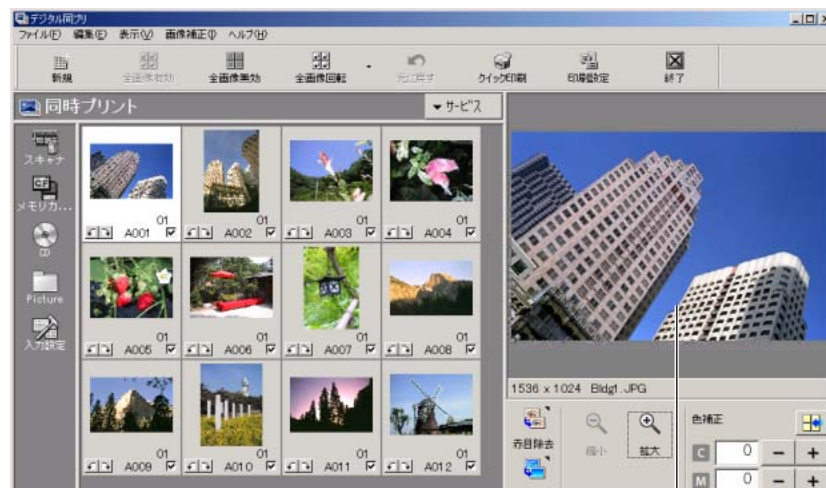 デジタル同プリ
ファイル(F) 編集(E) 表示(V) 画像補正(I) ヘルプ(H)
新規 全画像有効 全画像無効 全画像回転 元に戻す クイックE印刷 印刷設定 終了
同時プリント
サービス
スキャナ
CF
メモリカ...
CD
Picture
入力設定
01
A001
01
A002
01
A003
01
A004
01
A005
01
A006
01
A007
01
A008
01
A009
01
A010
01
A011
01
A012
1536 x 1024 Bldg1.JPG
赤目除去 縮小 拡大
色補正
C 0 - +
M 0 - +